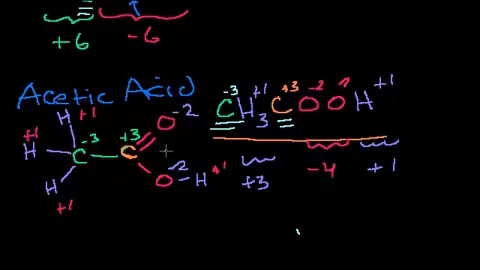 +6 -6
Acetic Acid
-3 +1 +3 -2 +1
CH3COOH
+3 -4 +1
H +1 O -2
+1 -3 +3
H C C
H O -2 H +1
+1